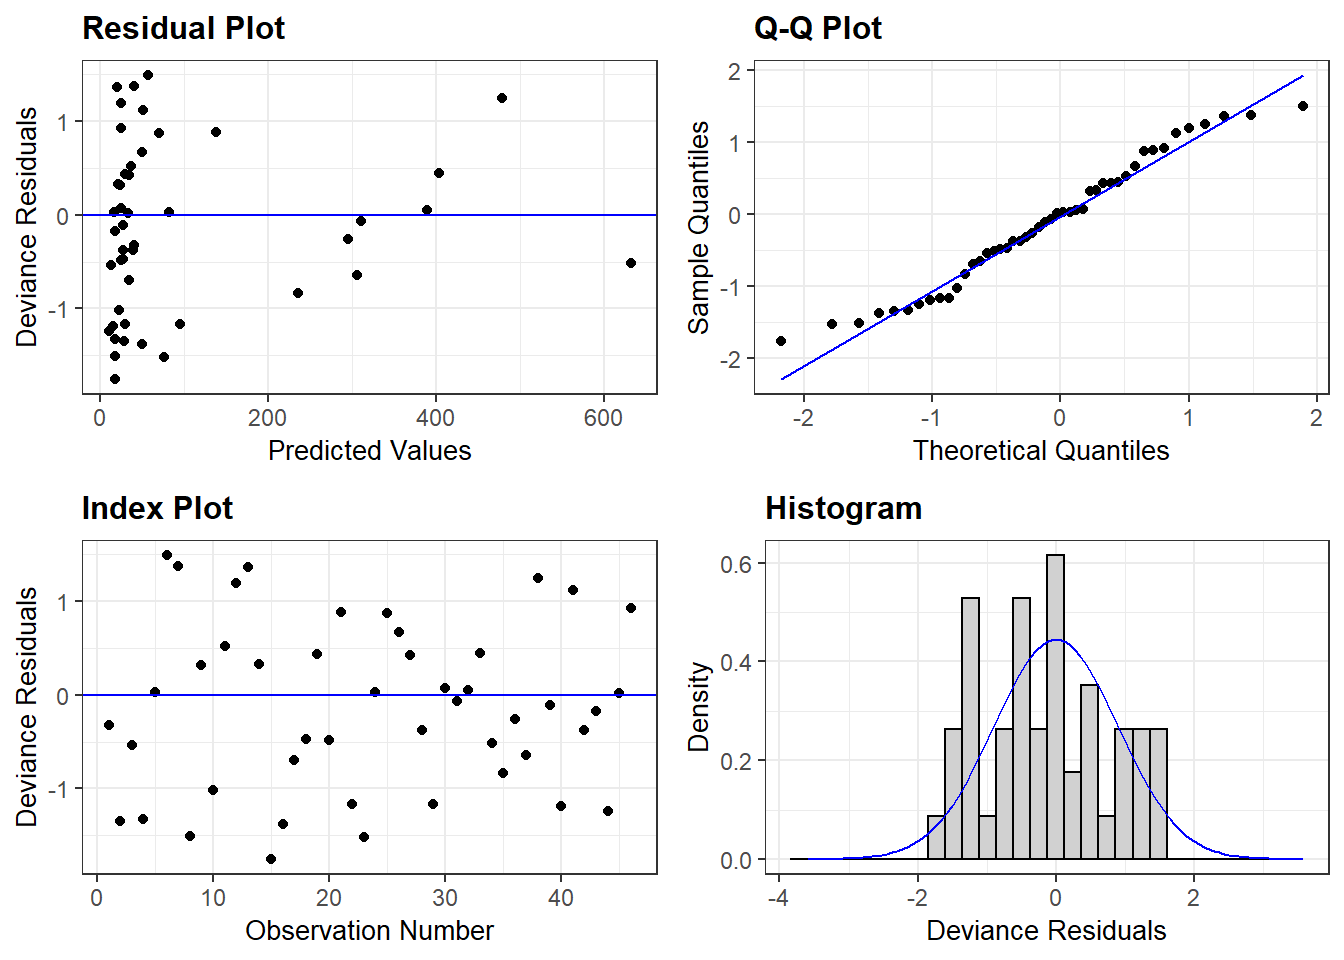 Residual Plot
Deviance Residuals
1
0
-1
0
200
400
600
Predicted Values
Q-Q Plot
Sample Quantiles
2
1
0
-1
-2
-2
-1
0
1
2
Theoretical Quantiles
Index Plot
Deviance Residuals
1
0
-1
0
10
20
30
40
Observation Number
Histogram
Density
0.6
0.4
0.2
0.0
-4
-2
0
2
Deviance Residuals